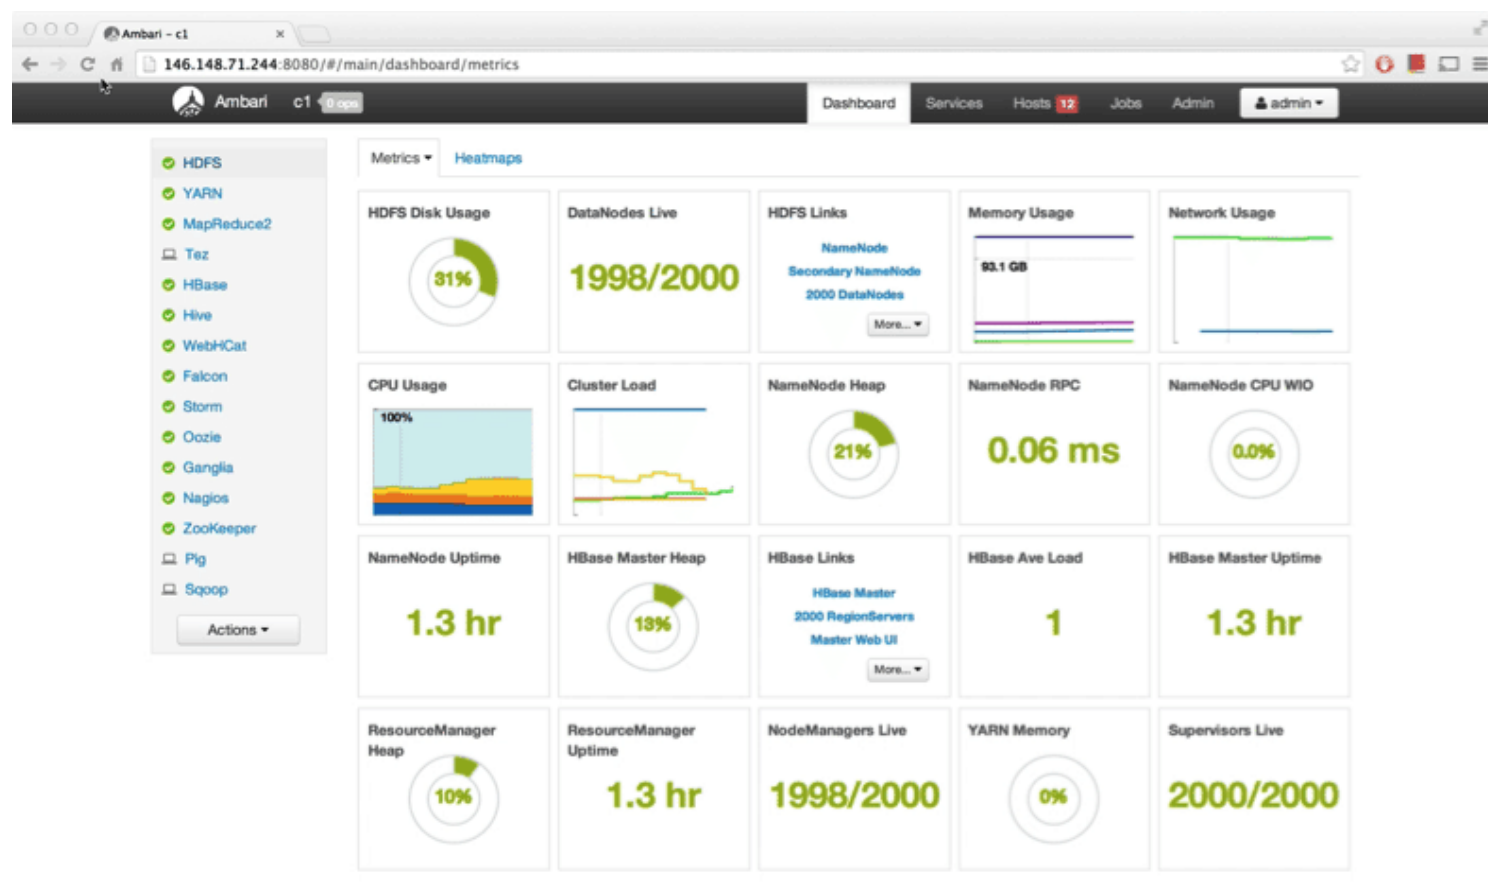 Ambari - c1
146.148.71.244:8080/#/main/dashboard/metrics
Ambari c1 0 ops Dashboard Services Hosts 12 Jobs Admin admin
HDFS
YARN
MapReduce2
Tez
HBase
Hive
WebHCat
Falcon
Storm
Oozie
Ganglia
Nagios
ZooKeeper
Pig
Sqoop
Actions
Metrics Heatmaps
HDFS Disk Usage
31%
DataNodes Live
1998/2000
HDFS Links
NameNode
Secondary NameNode
2000 DataNodes
More...
Memory Usage
93.1 GB
Network Usage
CPU Usage
100%
Cluster Load
NameNode Heap
21%
NameNode RPC
0.06 ms
NameNode CPU WIO
0.0%
NameNode Uptime
1.3 hr
HBase Master Heap
13%
HBase Links
HBase Master
2000 RegionServers
Master Web UI
More...
HBase Ave Load
1
HBase Master Uptime
1.3 hr
ResourceManager
Heap
10%
ResourceManager
Uptime
1.3 hr
NodeManagers Live
1998/2000
YARN Memory
0%
Supervisors Live
2000/2000